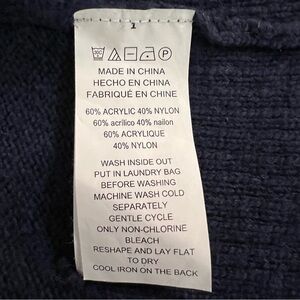 MADE IN CHINA
HECHO EN CHINA
FABRIQUÉ EN CHINE
60% ACRYLIC 40% NYLON
60% acrílico 40% nailon
60% ACRYLIQUE
40% NYLON
WASH INSIDE OUT
PUT IN LAUNDRY BAG
BEFORE WASHING
MACHINE WASH COLD
SEPARATELY
GENTLE CYCLE
ONLY NON-CHLORINE
BLEACH
RESHAPE AND LAY FLAT
TO DRY
COOL IRON ON THE BACK